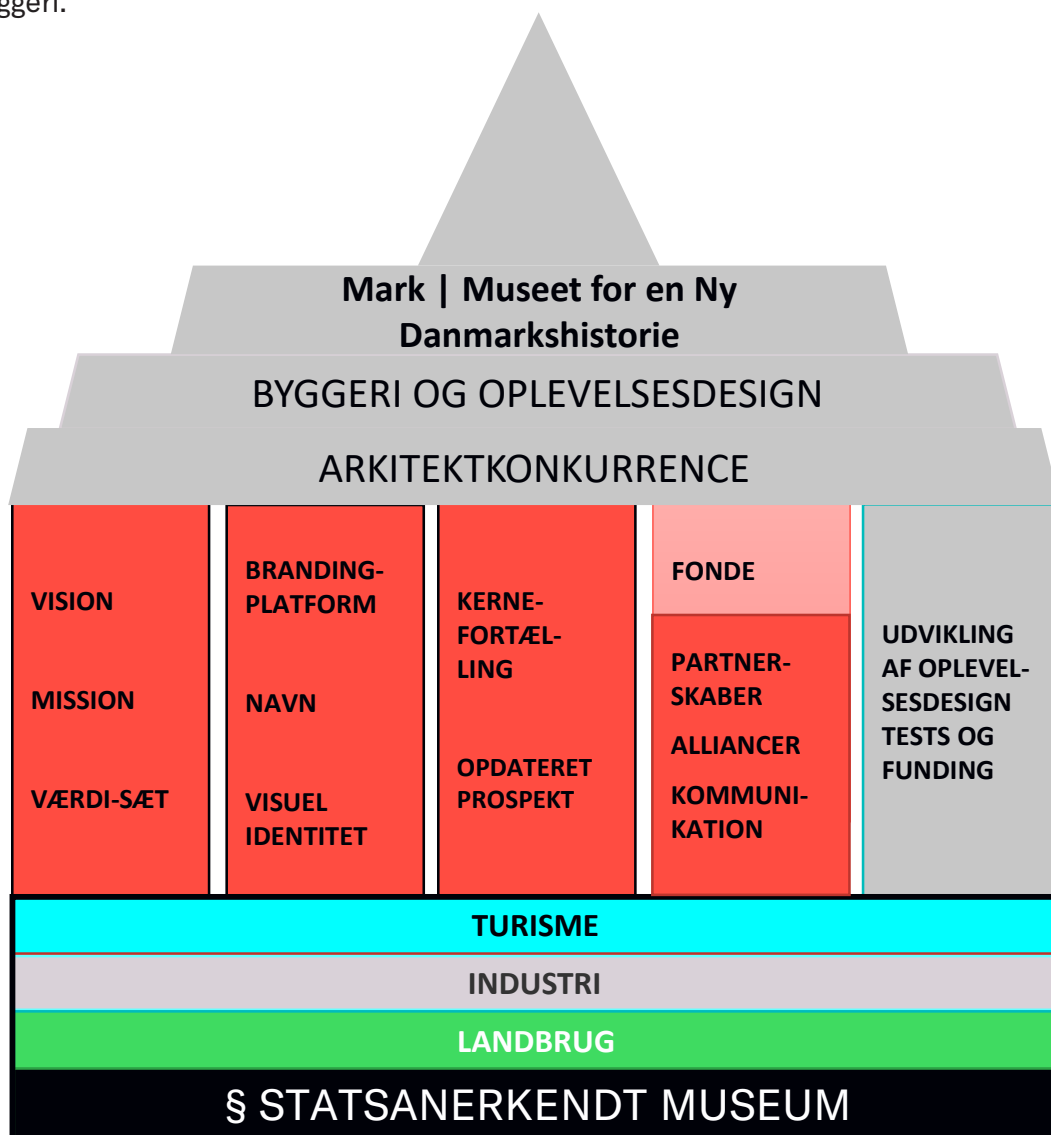 ggeri.
Mark | Museet for en Ny
Danmarkshistorie
BYGGERI OG OPLEVELSESDESIGN
ARKITEKTKONKURRENCE
VISION
MISSION
VÆRDI-SÆT
BRANDING-
PLATFORM
NAVN
VISUEL
IDENTITET
KERNE-
FORTÆL-
LING
OPDATERET
PROSPEKT
FONDE
PARTNER-
SKABER
ALLIANCER
KOMMUNI-
KATION
UDVIKLING
AF OPLEVEL-
SESDESIGN
TESTS OG
FUNDING
TURISME
INDUSTRI
LANDBRUG
§ STATSANERKENDT MUSEUM